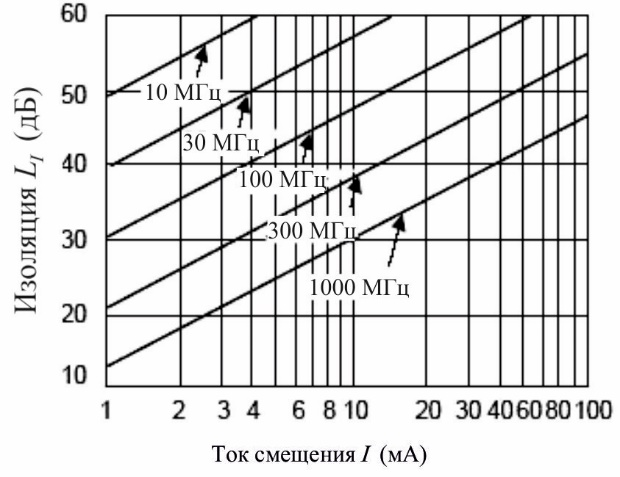 Изоляция L_I (дБ)
60
50
40
30
20
10
10 МГц
30 МГц
100 МГц
300 МГц
1000 МГц
1 2 3 4 6 8 10 20 30 40 60 80 100
Ток смещения I (мА)